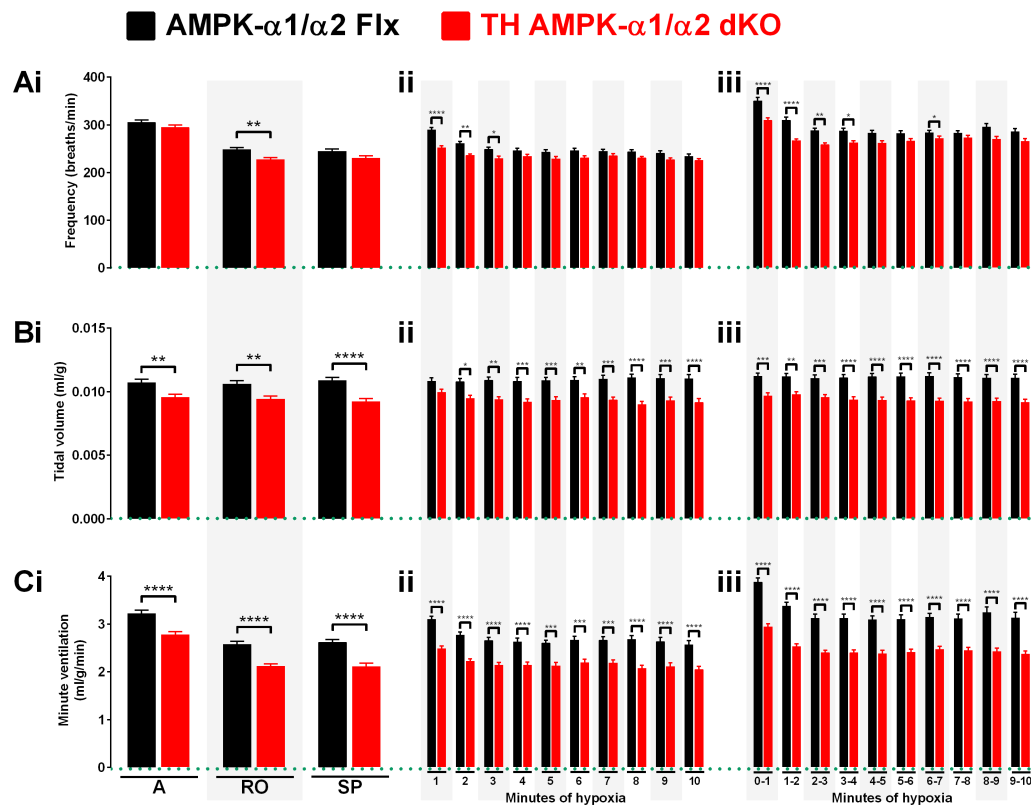 AMPK-α1/α2 Flx TH AMPK-α1/α2 dKO
Ai ii iii
Frequency (breaths/min)
400
300
200
100
0
**
**** ** *
**** **** ** * *
Bi ii iii
Tidal volume (ml/g)
0.015
0.010
0.005
0.000
** ** ****
* ** *** *** ** *** **** *** ****
*** ** *** **** **** **** **** **** **** ****
Ci ii iii
Minute ventilation
(ml/g/min)
4
3
2
1
0
**** **** ****
**** **** **** **** *** *** *** **** *** ****
**** **** **** **** **** **** **** **** **** ****
A RO SP
1 2 3 4 5 6 7 8 9 10
Minutes of hypoxia
0-1 1-2 2-3 3-4 4-5 5-6 6-7 7-8 8-9 9-10
Minutes of hypoxia